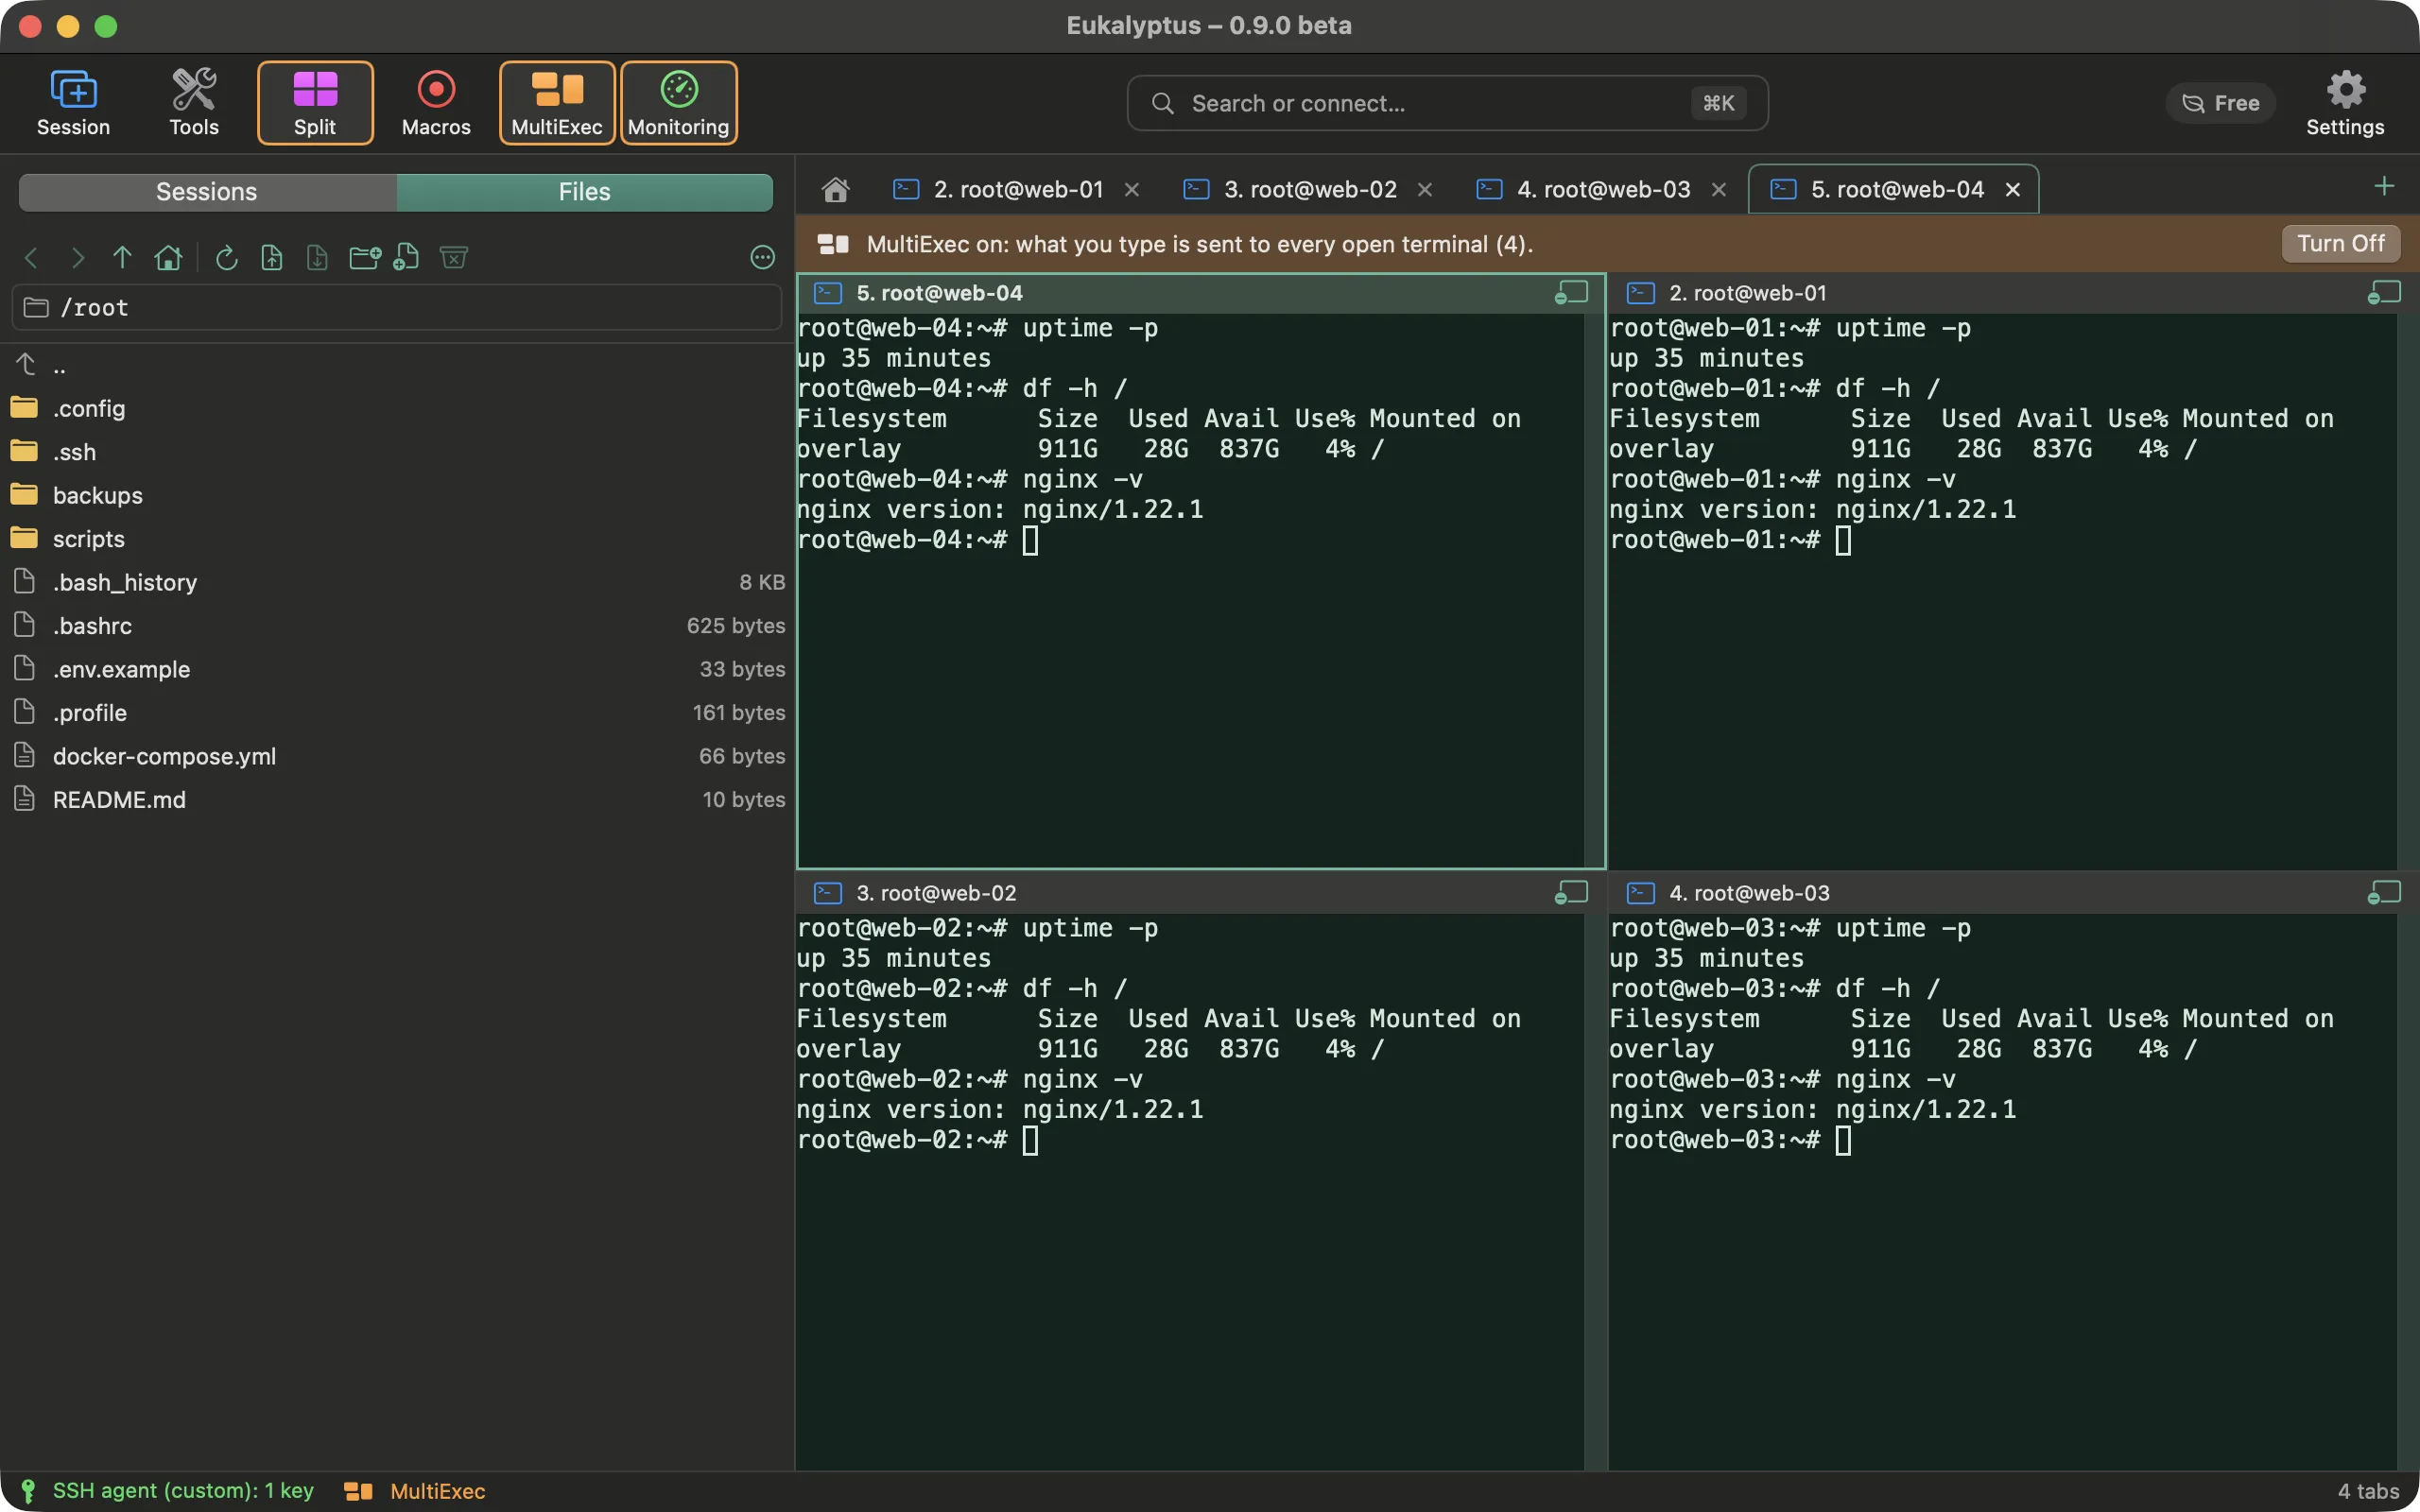 Eukalyptus – 0.9.0 beta
Session
Tools
Split
Macros
MultiExec
Monitoring
Search or connect...
⌘K
Free
Settings
Sessions
Files
/root
..
.config
.ssh
backups
scripts
.bash_history 8 KB
.bashrc 625 bytes
.env.example 33 bytes
.profile 161 bytes
docker-compose.yml 66 bytes
README.md 10 bytes
2. root@web-01
3. root@web-02
4. root@web-03
5. root@web-04
MultiExec on: what you type is sent to every open terminal (4).
Turn Off
5. root@web-04
root@web-04:~# uptime -p
up 35 minutes
root@web-04:~# df -h /
Filesystem      Size  Used Avail Use% Mounted on
overlay         911G   28G  837G   4% /
root@web-04:~# nginx -v
nginx version: nginx/1.22.1
root@web-04:~#
2. root@web-01
root@web-01:~# uptime -p
up 35 minutes
root@web-01:~# df -h /
Filesystem      Size  Used Avail Use% Mounted on
overlay         911G   28G  837G   4% /
root@web-01:~# nginx -v
nginx version: nginx/1.22.1
root@web-01:~#
3. root@web-02
root@web-02:~# uptime -p
up 35 minutes
root@web-02:~# df -h /
Filesystem      Size  Used Avail Use% Mounted on
overlay         911G   28G  837G   4% /
root@web-02:~# nginx -v
nginx version: nginx/1.22.1
root@web-02:~#
4. root@web-03
root@web-03:~# uptime -p
up 35 minutes
root@web-03:~# df -h /
Filesystem      Size  Used Avail Use% Mounted on
overlay         911G   28G  837G   4% /
root@web-03:~# nginx -v
nginx version: nginx/1.22.1
root@web-03:~#
SSH agent (custom): 1 key
MultiExec
4 tabs